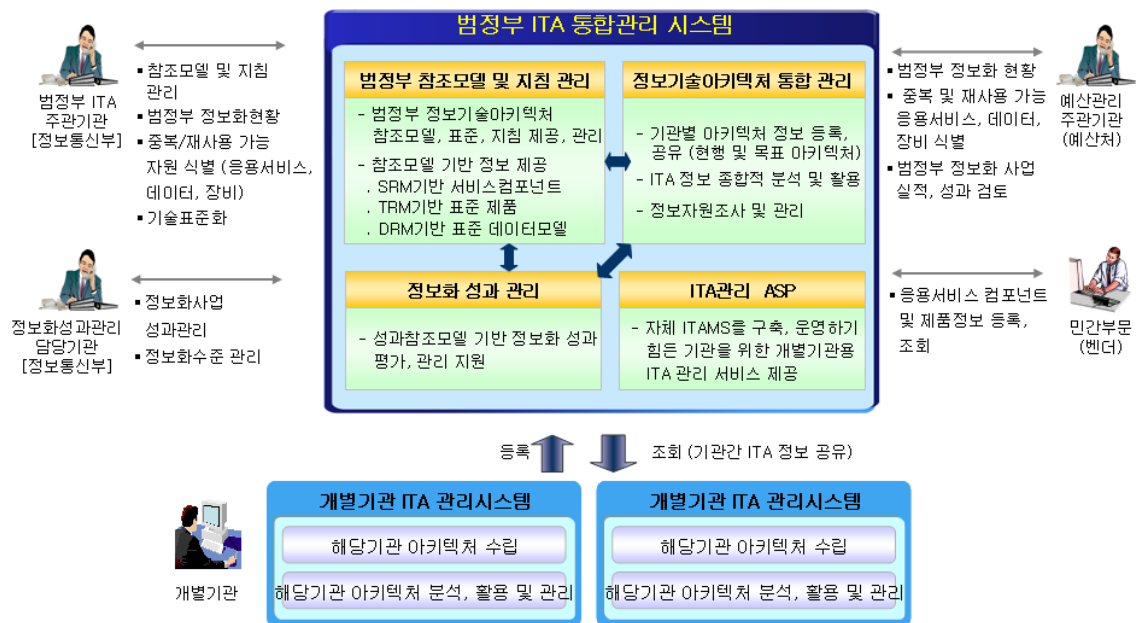 범정부 ITA 통합관리 시스템
범정부 ITA
주관기관
[정보통신부]
▪ 참조모델 및 지침
관리
▪ 범정부 정보화현황
▪ 중복/재사용 가능
자원 식별 (응용서비스,
데이터, 장비)
▪ 기술표준화
범정부 참조모델 및 지침 관리
- 범정부 정보기술아키텍처
참조모델, 표준, 지침 제공, 관리
- 참조모델 기반 정보 제공
. SRM기반 서비스컴포넌트
. TRM기반 표준 제품
. DRM기반 표준 데이터모델
정보기술아키텍처 통합 관리
- 기관별 아키텍처 정보 등록,
공유 (현행 및 목표 아키텍처)
- ITA 정보 종합적 분석 및 활용
- 정보자원조사 및 관리
▪ 범정부 정보화 현황
▪ 중복 및 재사용 가능
응용서비스, 데이터,
장비 식별
▪ 범정부 정보화 사업
실적, 성과 검토
예산관리
주관기관
(예산처)
정보화성과관리
담당기관
[정보통신부]
▪ 정보화사업
성과관리
▪ 정보화수준 관리
정보화 성과 관리
- 성과참조모델 기반 정보화 성과
평가, 관리 지원
ITA관리 ASP
- 자체 ITAMS를 구축, 운영하기
힘든 기관을 위한 개별기관용
ITA 관리 서비스 제공
▪ 응용서비스 컴포넌트
및 제품정보 등록,
조회
민간부문
(벤더)
등록
조회 (기관간 ITA 정보 공유)
개별기관
개별기관 ITA 관리시스템
해당기관 아키텍처 수립
해당기관 아키텍처 분석, 활용 및 관리
개별기관 ITA 관리시스템
해당기관 아키텍처 수립
해당기관 아키텍처 분석, 활용 및 관리